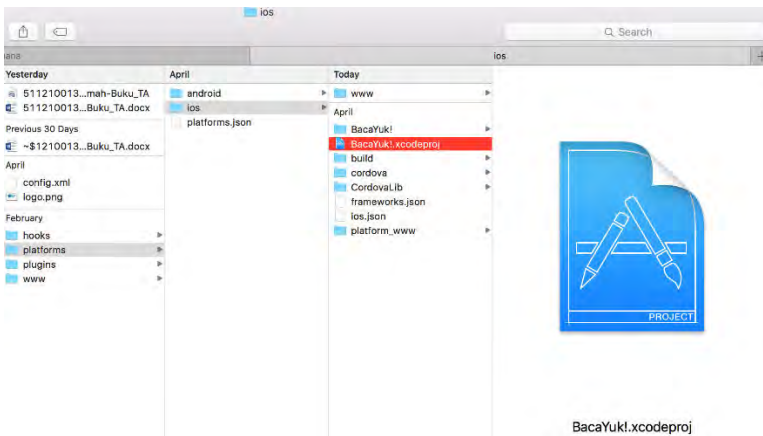 ios
Search
ios
Yesterday
511210013...mah-Buku_TA
511210013...Buku_TA.docx
Previous 30 Days
~$1210013...Buku_TA.docx
April
config.xml
logo.png
February
hooks
platforms
plugins
www
April
android
ios
platforms.json
Today
www
April
BacaYuk!
BacaYuk!.xcodeproj
build
cordova
CordovaLib
frameworks.json
ios.json
platform_www
PROJECT
BacaYuk!.xcodeproj